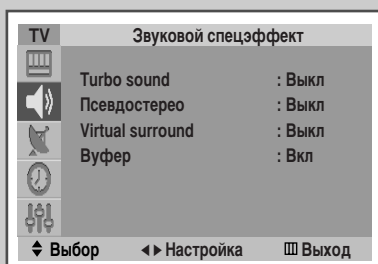 TV Звуковой спецэффект
Turbo sound : Выкл
Псевдостерео : Выкл
Virtual surround : Выкл
Вуфер : Вкл
Выбор Настройка Выход